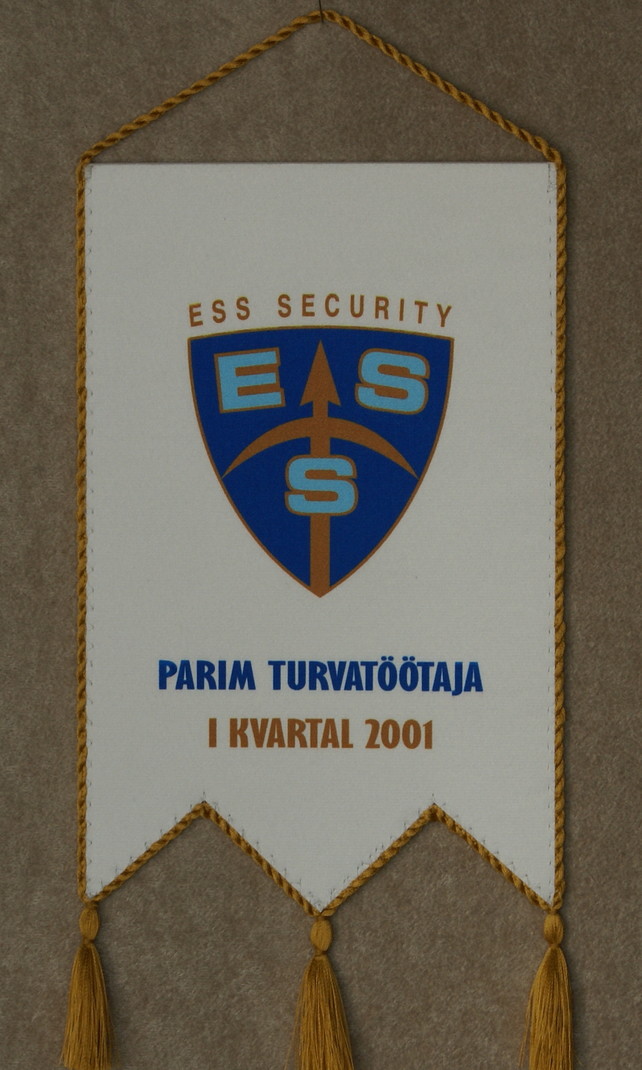 ESS SECURITY
E S
S
PARIM TURVATÖÖTAJA
I KVARTAL 2001